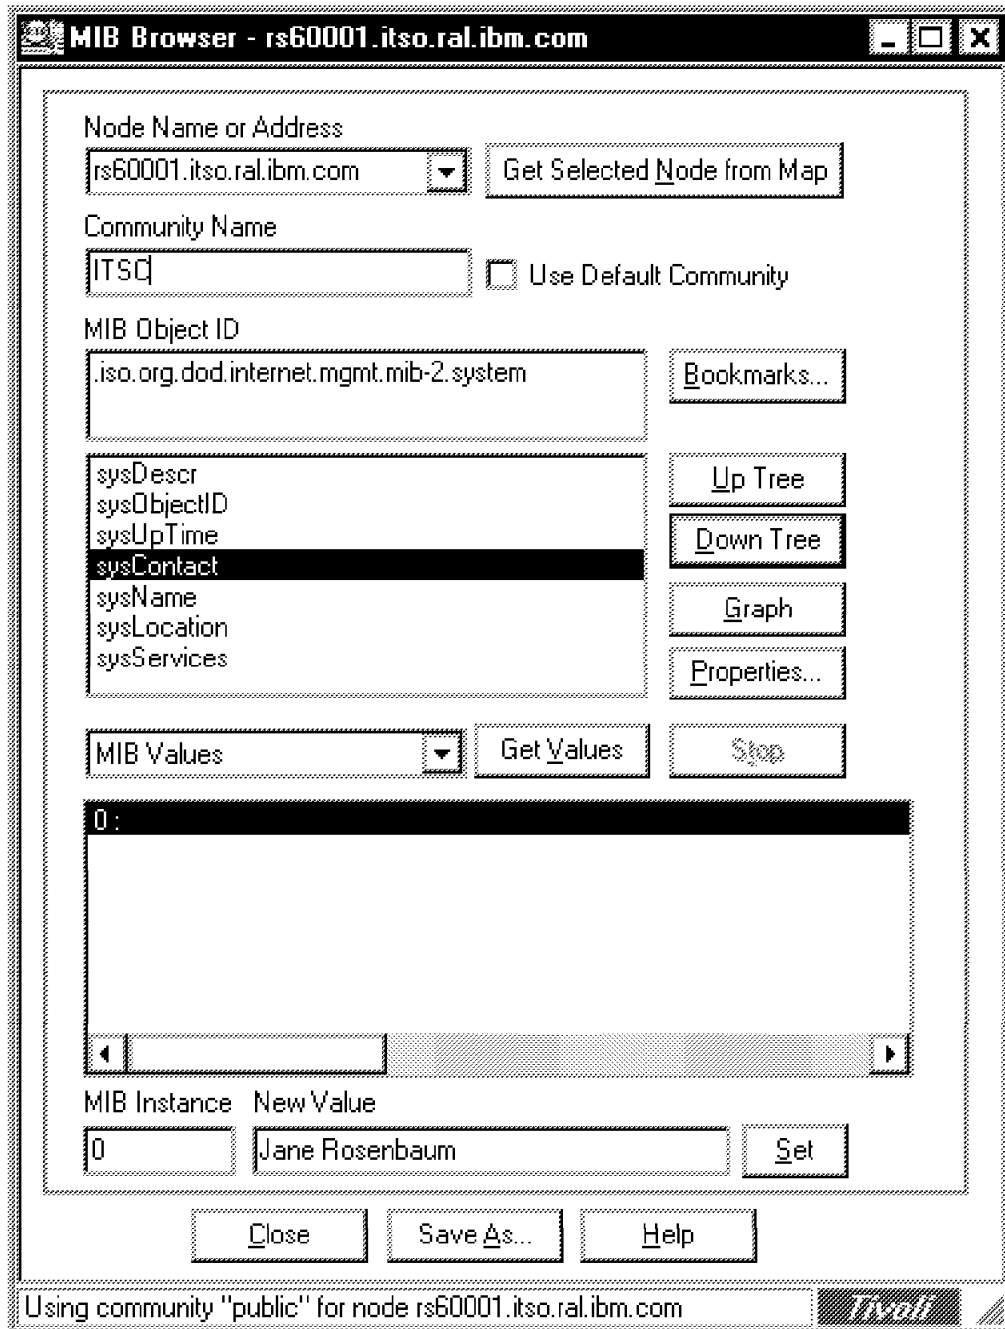 MIB Browser - rs60001.itso.ral.ibm.com
Node Name or Address
rs60001.itso.ral.ibm.com
Get Selected Node from Map
Community Name
ITSO
Use Default Community
MIB Object ID
.iso.org.dod.internet.mgmt.mib-2.system
Bookmarks...
sysDescr
sysObjectID
sysUpTime
sysContact
sysName
sysLocation
sysServices
Up Tree
Down Tree
Graph
Properties...
MIB Values
Get Values
Stop
0 :
MIB Instance New Value
0
Jane Rosenbaum
Set
Close
Save As...
Help
Using community "public" for node rs60001.itso.ral.ibm.com
Tivoli